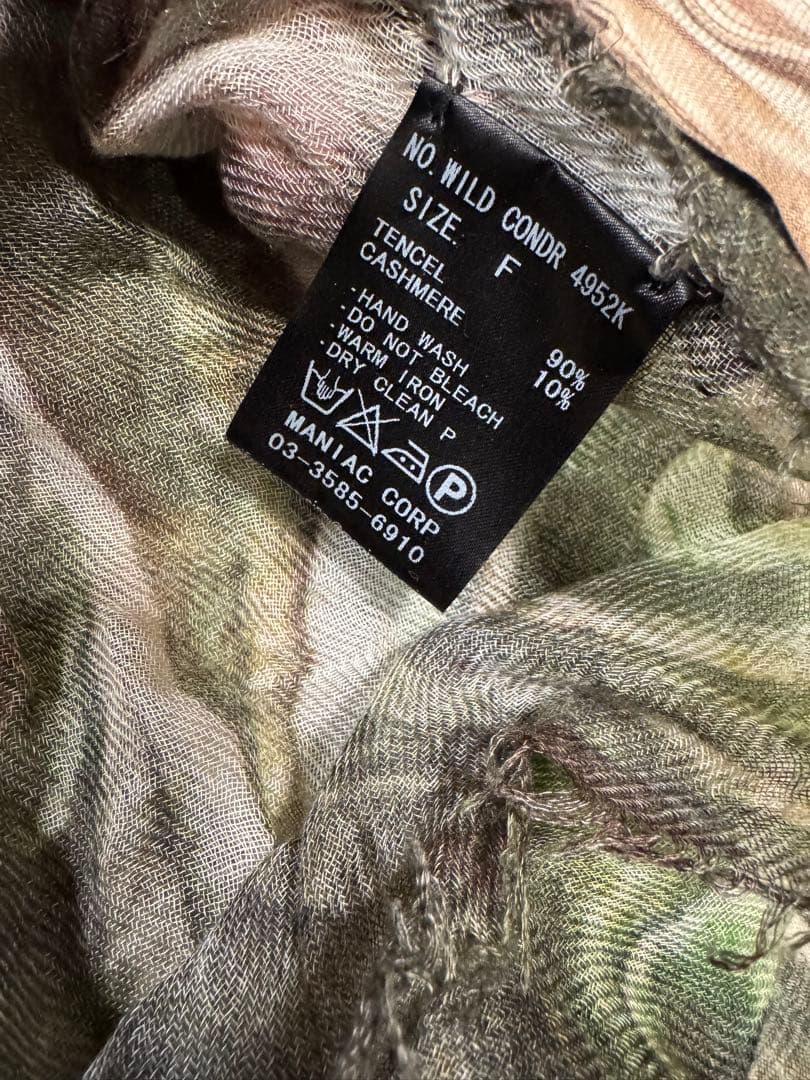 NO. WILD CONDR 4952K
SIZE. F
TENCEL 90%
CASHMERE 10%
·HAND WASH
·DO NOT BLEACH
·WARM IRON
·DRY CLEAN P
P
MANIAC CORP
03-3585-6910